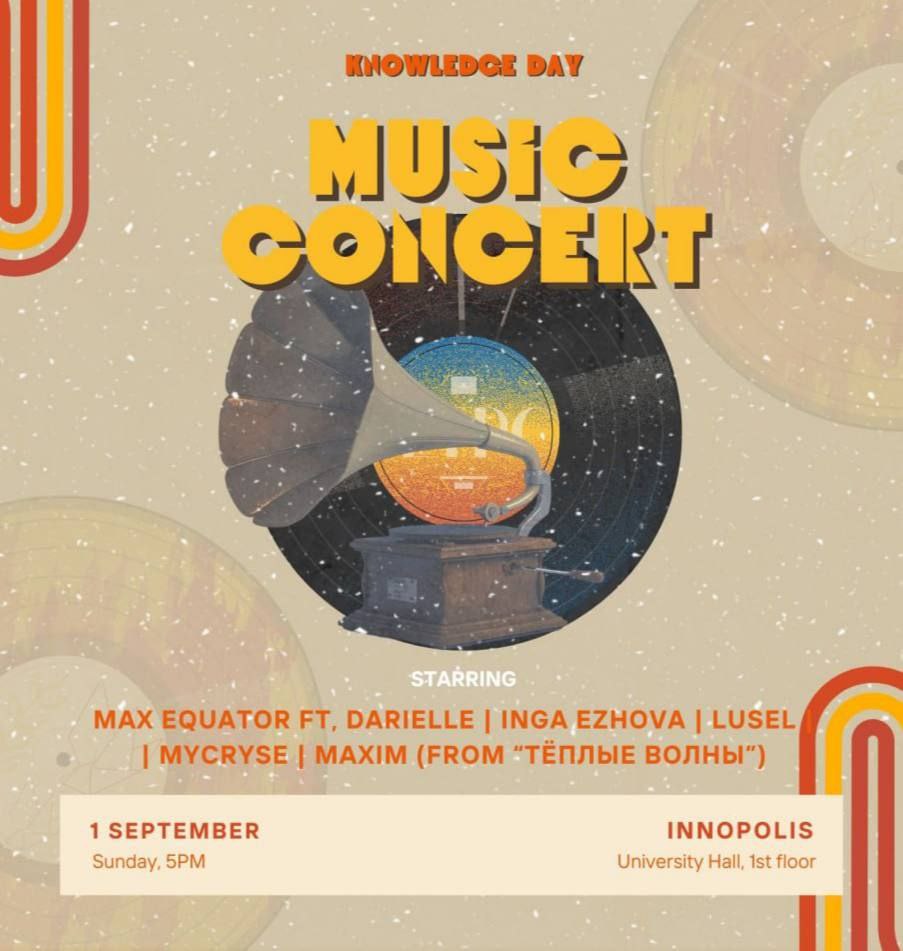 KNOWLEDGE DAY
MUSIC
CONCERT
STARRING
MAX EQUATOR FT, DARIELLE | INGA EZHOVA | LUSEL |
| MYCRYSE | MAXIM (FROM “ТЁПЛЫЕ ВОЛНЫ”)
1 SEPTEMBER
Sunday, 5PM
INNOPOLIS
University Hall, 1st floor